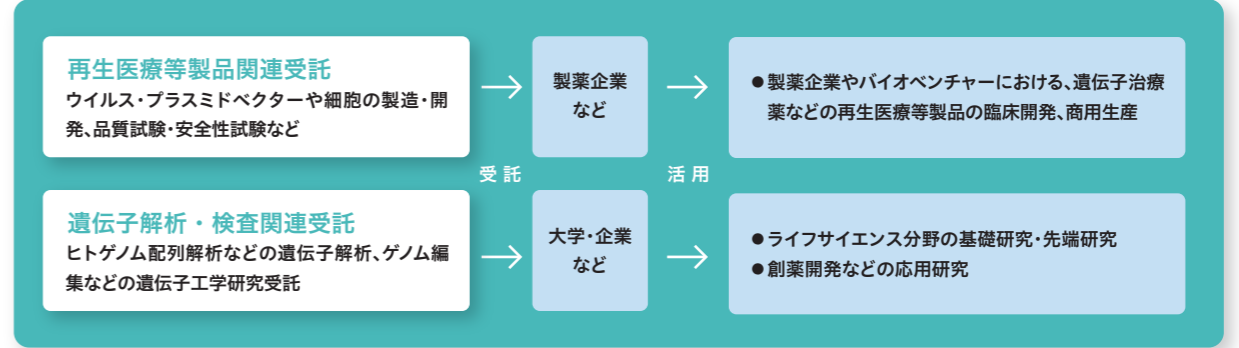 再生医療等製品関連受託
ウイルス・プラスミドベクターや細胞の製造・開
発、品質試験・安全性試験など
製薬企業
など
●製薬企業やバイオベンチャーにおける、遺伝子治療
薬などの再生医療等製品の臨床開発、商用生産
受託
活用
遺伝子解析・検査関連受託
ヒトゲノム配列解析などの遺伝子解析、ゲノム編
集などの遺伝子工学研究受託
大学・企業
など
●ライフサイエンス分野の基礎研究・先端研究
●創薬開発などの応用研究